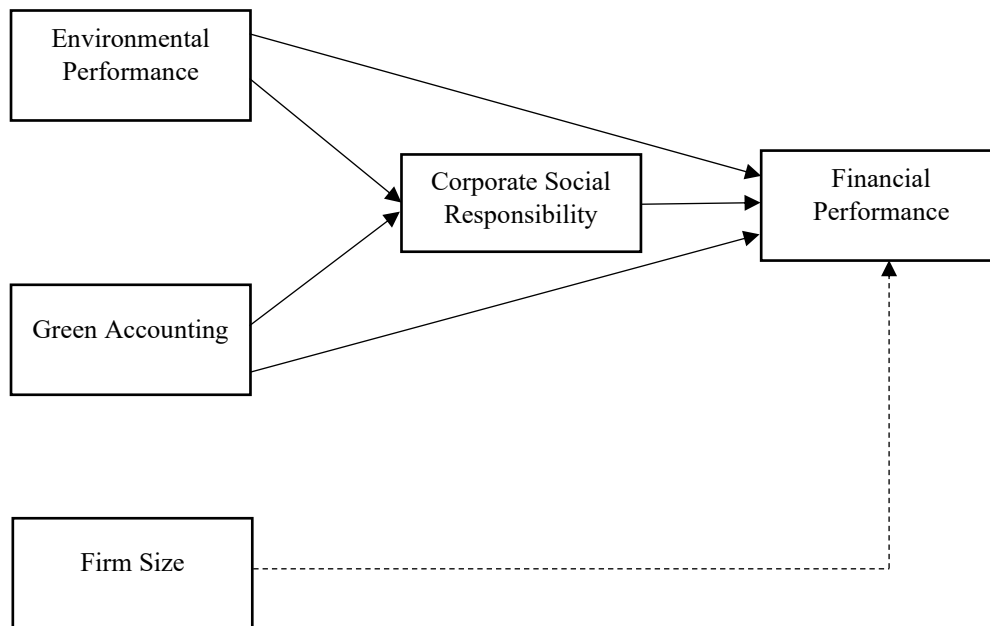 Environmental
Performance
Corporate Social
Responsibility
Financial
Performance
Green Accounting
Firm Size